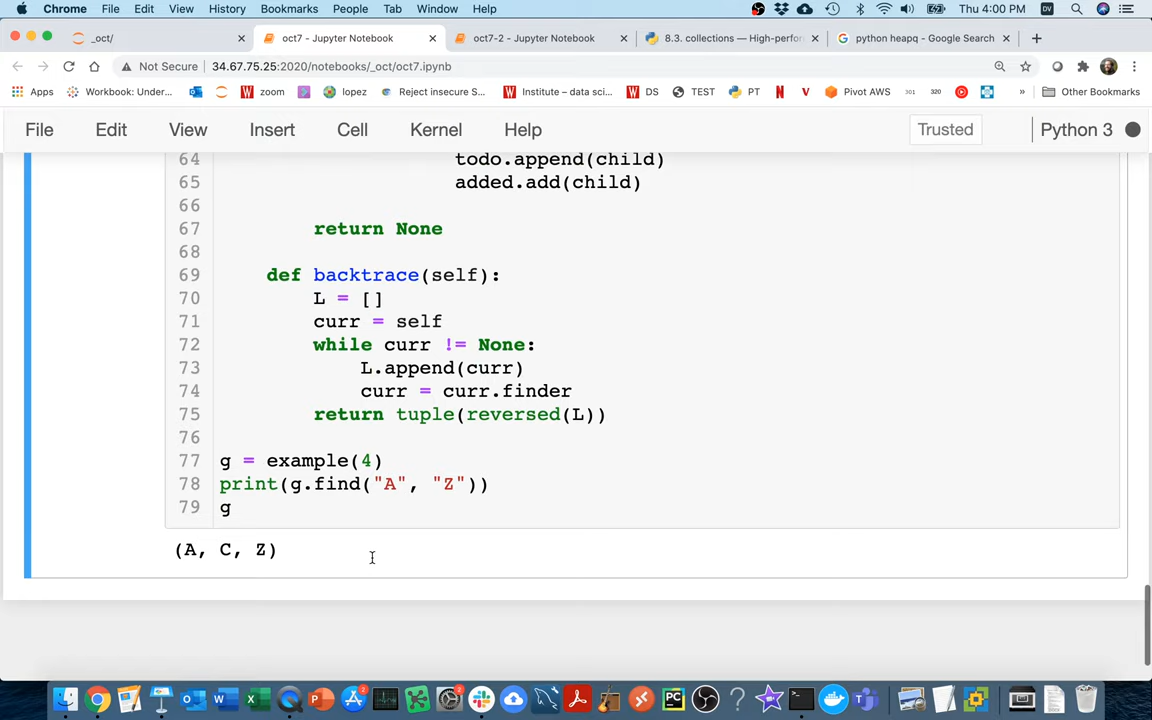 Chrome File Edit View History Bookmarks People Tab Window Help Thu 4:00 PM
_oct/ oct7 - Jupyter Notebook oct7-2 - Jupyter Notebook 8.3. collections — High-perfor python heapq - Google Search
Not Secure 34.67.75.25:2020/notebooks/_oct/oct7.ipynb
Apps Workbook: Under... zoom lopez Reject insecure S... Institute – data sci... DS TEST PT Pivot AWS 301 320 » Other Bookmarks
File Edit View Insert Cell Kernel Help Trusted Python 3
64 todo.append(child)
65 added.add(child)
66
67 return None
68
69 def backtrace(self):
70 L = []
71 curr = self
72 while curr != None:
73 L.append(curr)
74 curr = curr.finder
75 return tuple(reversed(L))
76
77 g = example(4)
78 print(g.find("A", "Z"))
79 g
(A, C, Z)